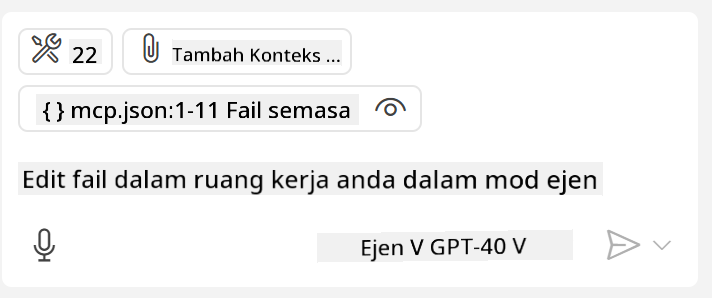 22 Tambah Konteks ...
{ } mcp.json:1-11 Fail semasa
Edit fail dalam ruang kerja anda dalam mod ejen
Ejen V GPT-40 V